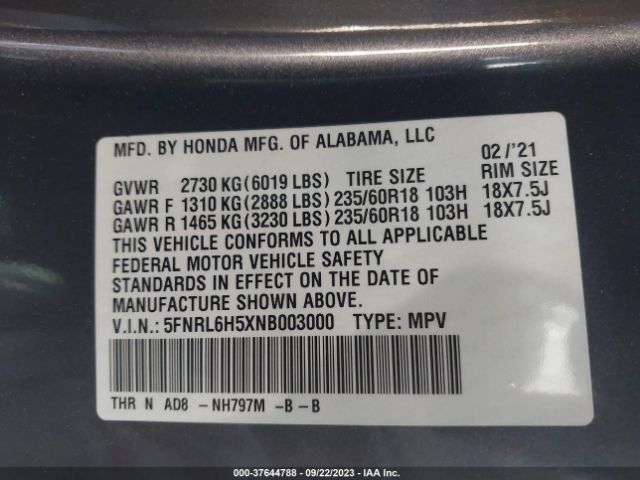 MFD. BY HONDA MFG. OF ALABAMA, LLC 02/'21
GVWR 2730 KG(6019 LBS) TIRE SIZE RIM SIZE
GAWR F 1310 KG(2888 LBS)235/60R18 103H 18X7.5J
GAWR R 1465 KG(3230 LBS)235/60R18 103H 18X7.5J
THIS VEHICLE CONFORMS TO ALL APPLICABLE
FEDERAL MOTOR VEHICLE SAFETY
STANDARDS IN EFFECT ON THE DATE OF
MANUFACTURE SHOWN ABOVE.
V.I.N.: 5FNRL6H5XNB003000 TYPE: MPV
THR N AD8 -NH797M -B-B
000-37644788 - 09/22/2023 - IAA Inc.